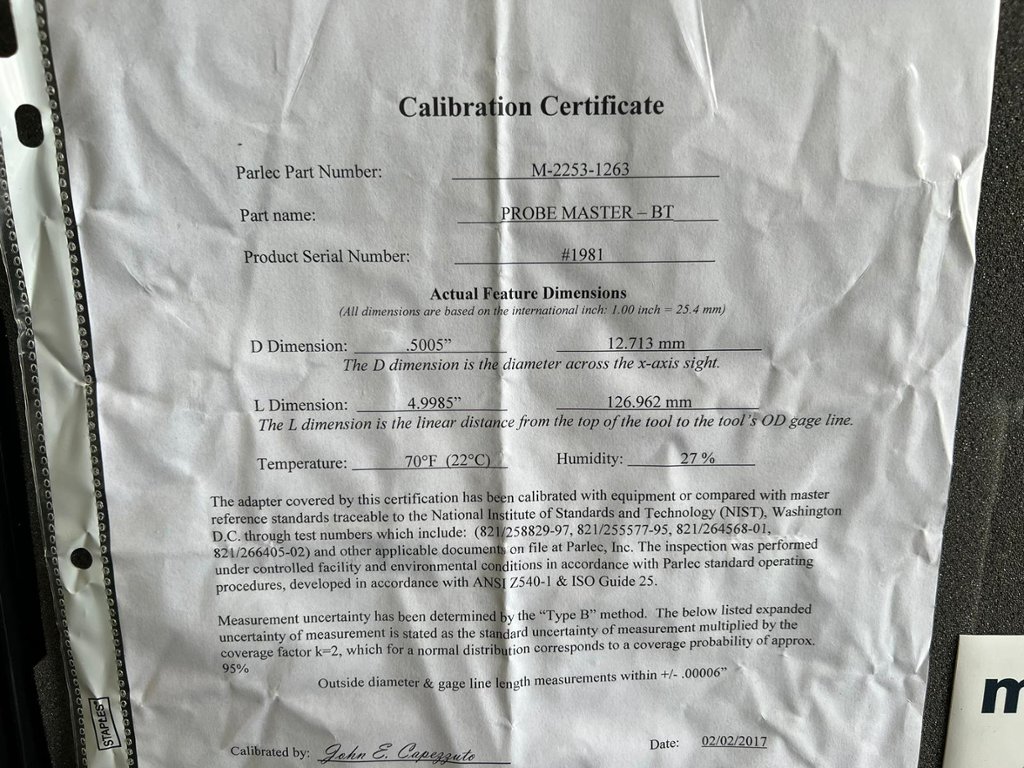 Calibration Certificate
Parlec Part Number: M-2253-1263
Part name: PROBE MASTER – BT
Product Serial Number: #1981
Actual Feature Dimensions
(All dimensions are based on the international inch: 1.00 inch = 25.4 mm)
D Dimension: .5005” 12.713 mm
The D dimension is the diameter across the x-axis sight.
L Dimension: 4.9985” 126.962 mm
The L dimension is the linear distance from the top of the tool to the tool’s OD gage line.
Temperature: 70°F (22°C) Humidity: 27 %
The adapter covered by this certification has been calibrated with equipment or compared with master
reference standards traceable to the National Institute of Standards and Technology (NIST), Washington
D.C. through test numbers which include: (821/258829-97, 821/255577-95, 821/264568-01,
821/266405-02) and other applicable documents on file at Parlec, Inc. The inspection was performed
under controlled facility and environmental conditions in accordance with Parlec standard operating
procedures, developed in accordance with ANSI Z540-1 & ISO Guide 25.
Measurement uncertainty has been determined by the “Type B” method. The below listed expanded
uncertainty of measurement is stated as the standard uncertainty of measurement multiplied by the
coverage factor k=2, which for a normal distribution corresponds to a coverage probability of approx.
95%
Outside diameter & gage line length measurements within +/- .00006”
Calibrated by: John E. Capezzuto Date: 02/02/2017
STAPLES
m